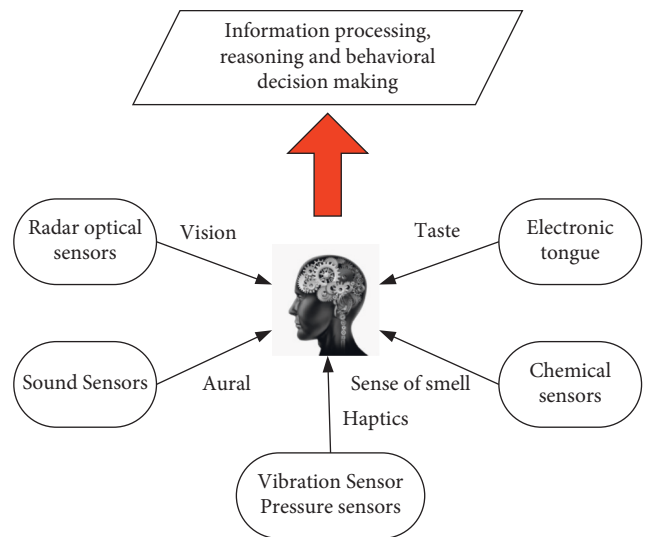 Information processing,
reasoning and behavioral
decision making
Radar optical
sensors
Vision
Taste
Electronic
tongue
Sound Sensors
Aural
Sense of smell
Chemical
sensors
Haptics
Vibration Sensor
Pressure sensors